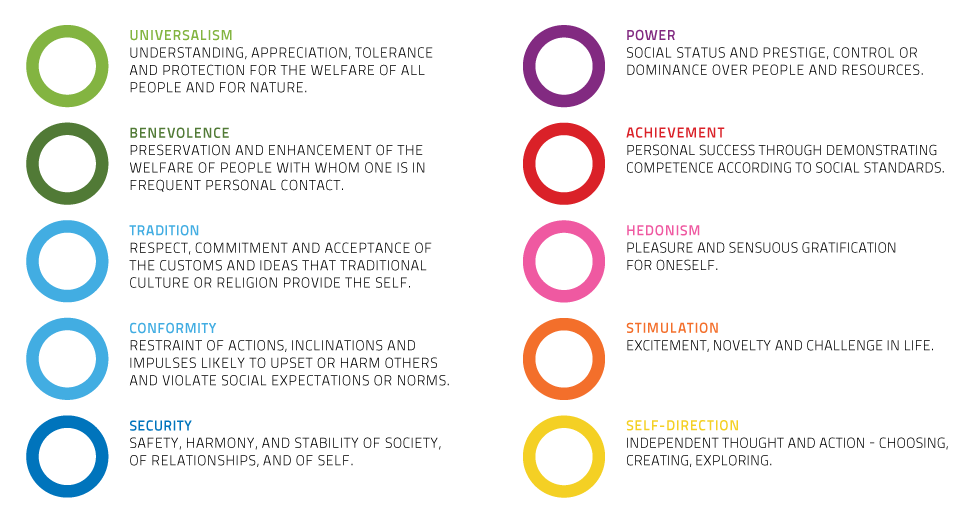 UNIVERSALISM
UNDERSTANDING, APPRECIATION, TOLERANCE
AND PROTECTION FOR THE WELFARE OF ALL
PEOPLE AND FOR NATURE.
BENEVOLENCE
PRESERVATION AND ENHANCEMENT OF THE
WELFARE OF PEOPLE WITH WHOM ONE IS IN
FREQUENT PERSONAL CONTACT.
TRADITION
RESPECT, COMMITMENT AND ACCEPTANCE OF
THE CUSTOMS AND IDEAS THAT TRADITIONAL
CULTURE OR RELIGION PROVIDE THE SELF.
CONFORMITY
RESTRAINT OF ACTIONS, INCLINATIONS AND
IMPULSES LIKELY TO UPSET OR HARM OTHERS
AND VIOLATE SOCIAL EXPECTATIONS OR NORMS.
SECURITY
SAFETY, HARMONY, AND STABILITY OF SOCIETY,
OF RELATIONSHIPS, AND OF SELF.
POWER
SOCIAL STATUS AND PRESTIGE, CONTROL OR
DOMINANCE OVER PEOPLE AND RESOURCES.
ACHIEVEMENT
PERSONAL SUCCESS THROUGH DEMONSTRATING
COMPETENCE ACCORDING TO SOCIAL STANDARDS.
HEDONISM
PLEASURE AND SENSUOUS GRATIFICATION
FOR ONESELF.
STIMULATION
EXCITEMENT, NOVELTY AND CHALLENGE IN LIFE.
SELF-DIRECTION
INDEPENDENT THOUGHT AND ACTION - CHOOSING,
CREATING, EXPLORING.